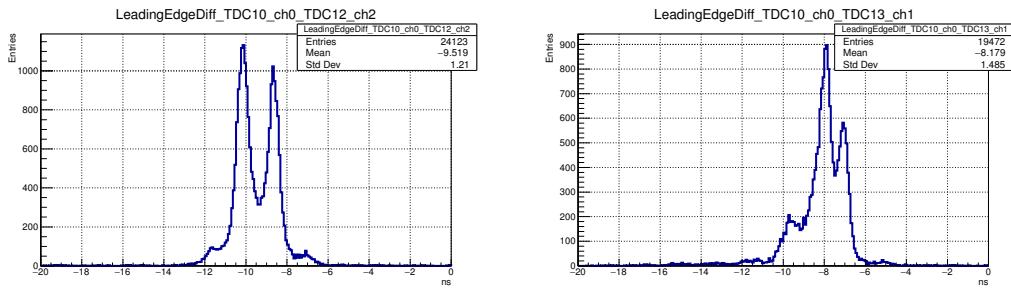 LeadingEdgeDiff_TDC10_ch0_TDC12_ch2
LeadingEdgeDiff_TDC10_ch0_TDC12_ch2
Entries 24123
Mean −9.519
Std Dev 1.21
Entries
1000
800
600
400
200
0
−20 −18 −16 −14 −12 −10 −8 −6 −4 −2 0
ns
LeadingEdgeDiff_TDC10_ch0_TDC13_ch1
LeadingEdgeDiff_TDC10_ch0_TDC13_ch1
Entries 19472
Mean −8.179
Std Dev 1.485
Entries
900
800
700
600
500
400
300
200
100
0
−20 −18 −16 −14 −12 −10 −8 −6 −4 −2 0
ns